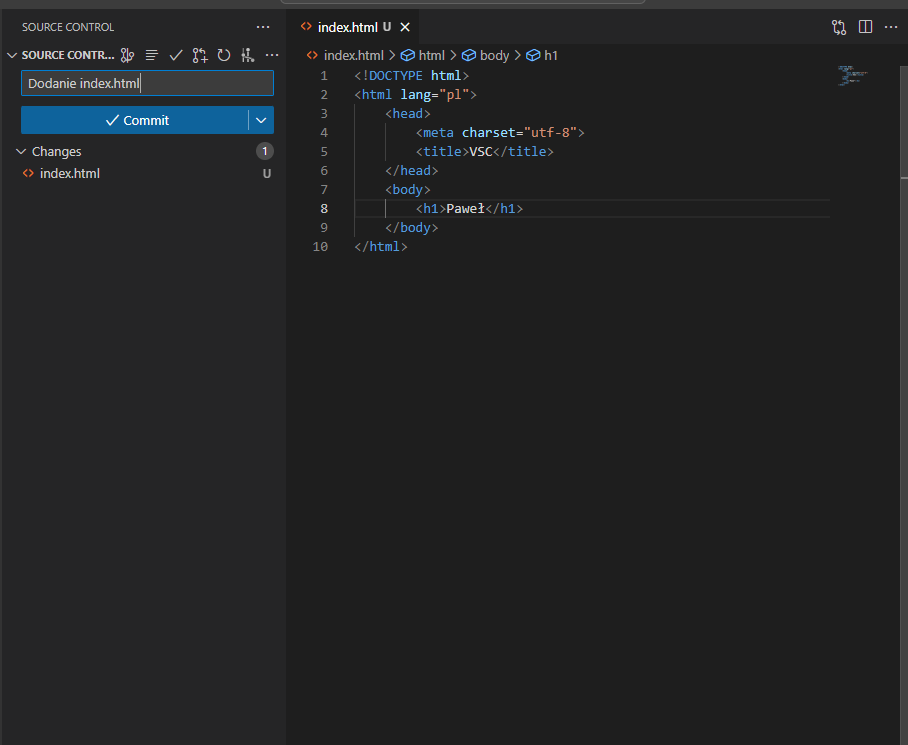 SOURCE CONTROL
SOURCE CONTR...
Dodanie index.html
Commit
Changes 1
index.html U
index.html U
index.html > html > body > h1
1 <!DOCTYPE html>
2 <html lang="pl">
3 <head>
4 <meta charset="utf-8">
5 <title>VSC</title>
6 </head>
7 <body>
8 <h1>Paweł</h1>
9 </body>
10 </html>